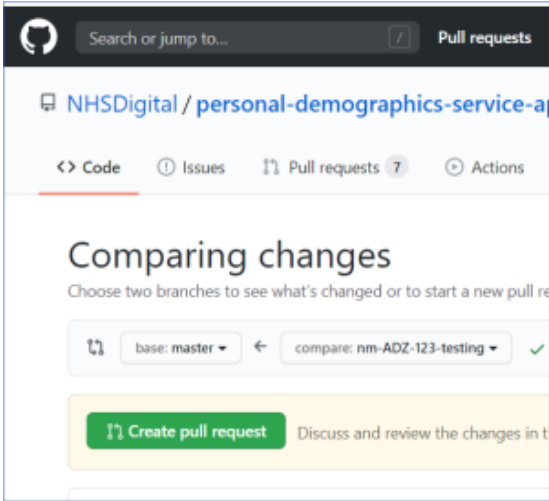 Search or jump to... / Pull requests
NHSDigital / personal-demographics-service-ap
<> Code Issues Pull requests 7 Actions
Comparing changes
Choose two branches to see what's changed or to start a new pull re
base: master ← compare: nm-ADZ-123-testing ✓
Create pull request Discuss and review the changes in t